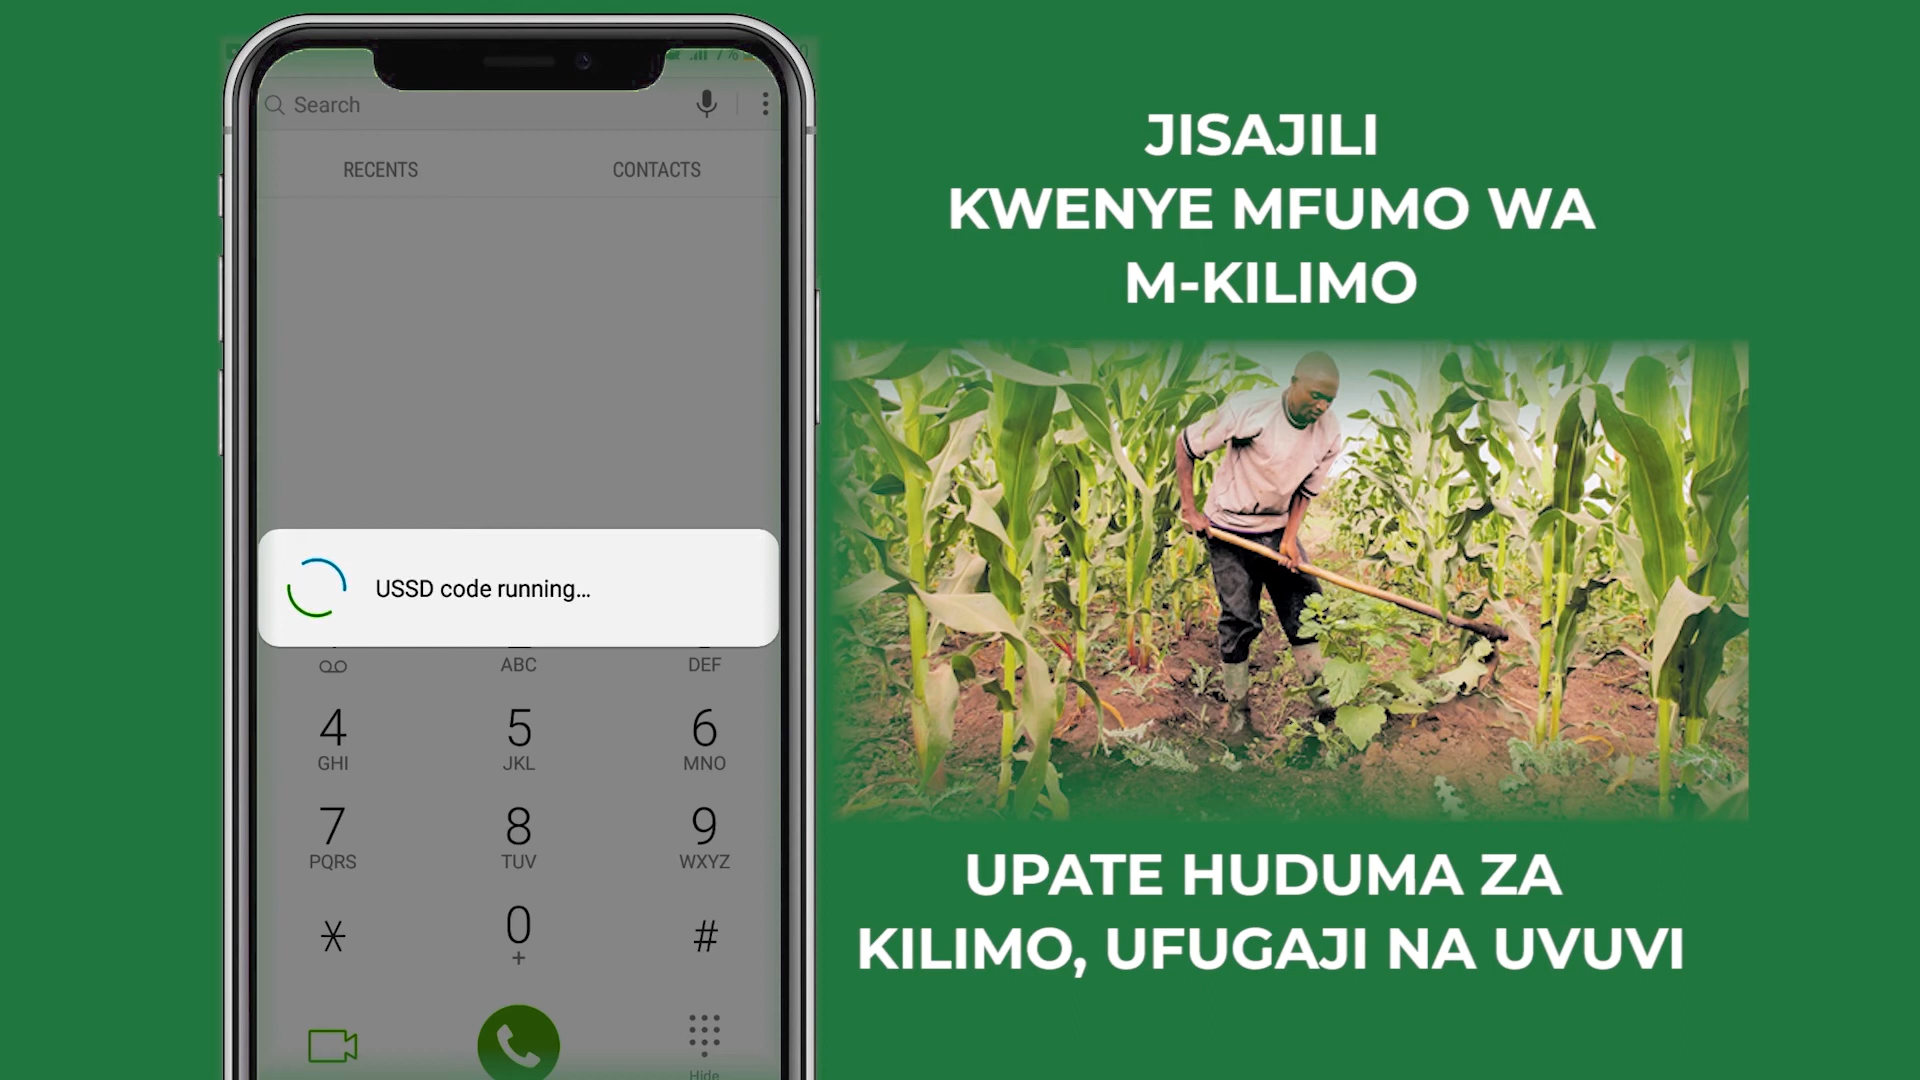 Search
RECENTS
CONTACTS
USSD code running...
ABC
DEF
4
5
6
GHI
JKL
MNO
7
8
9
PQRS
TUV
WXYZ
*
0
#
+
Hide
JISAJILI
KWENYE MFUMO WA
M-KILIMO
UPATE HUDUMA ZA
KILIMO, UFUGAJI NA UVUVI